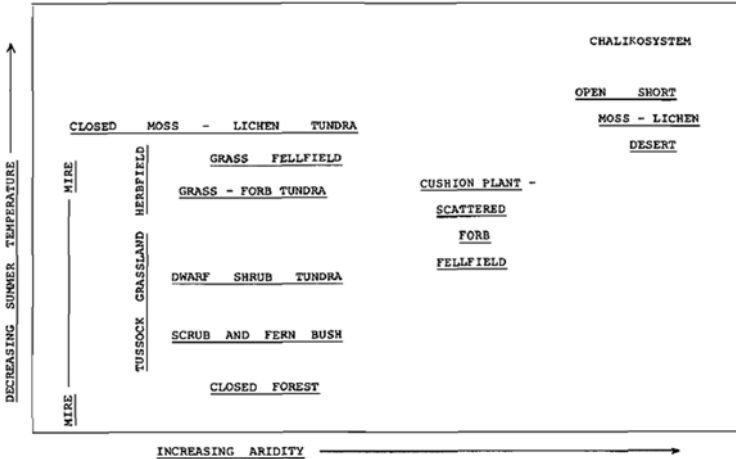 CHALIKOSYSTEM
OPEN SHORT
MOSS - LICHEN
DESERT
CLOSED MOSS - LICHEN TUNDRA
GRASS FELLFIELD
GRASS - FORB TUNDRA
CUSHION PLANT -
SCATTERED
FORB
FELLFIELD
MIRE
HERBFIELD
TUSSOCK GRASSLAND
DWARF SHRUB TUNDRA
SCRUB AND FERN BUSH
CLOSED FOREST
MIRE
DECREASING SUMMER TEMPERATURE
INCREASING ARIDITY